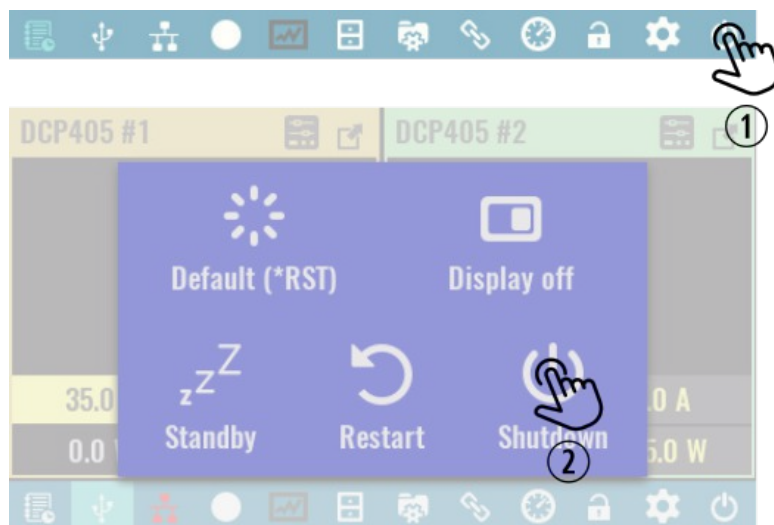 DCP405 #1 DCP405 #2
①
Default (*RST) Display off
Standby Restart Shutdown
②
35.0 .0 A
0.0 5.0 W